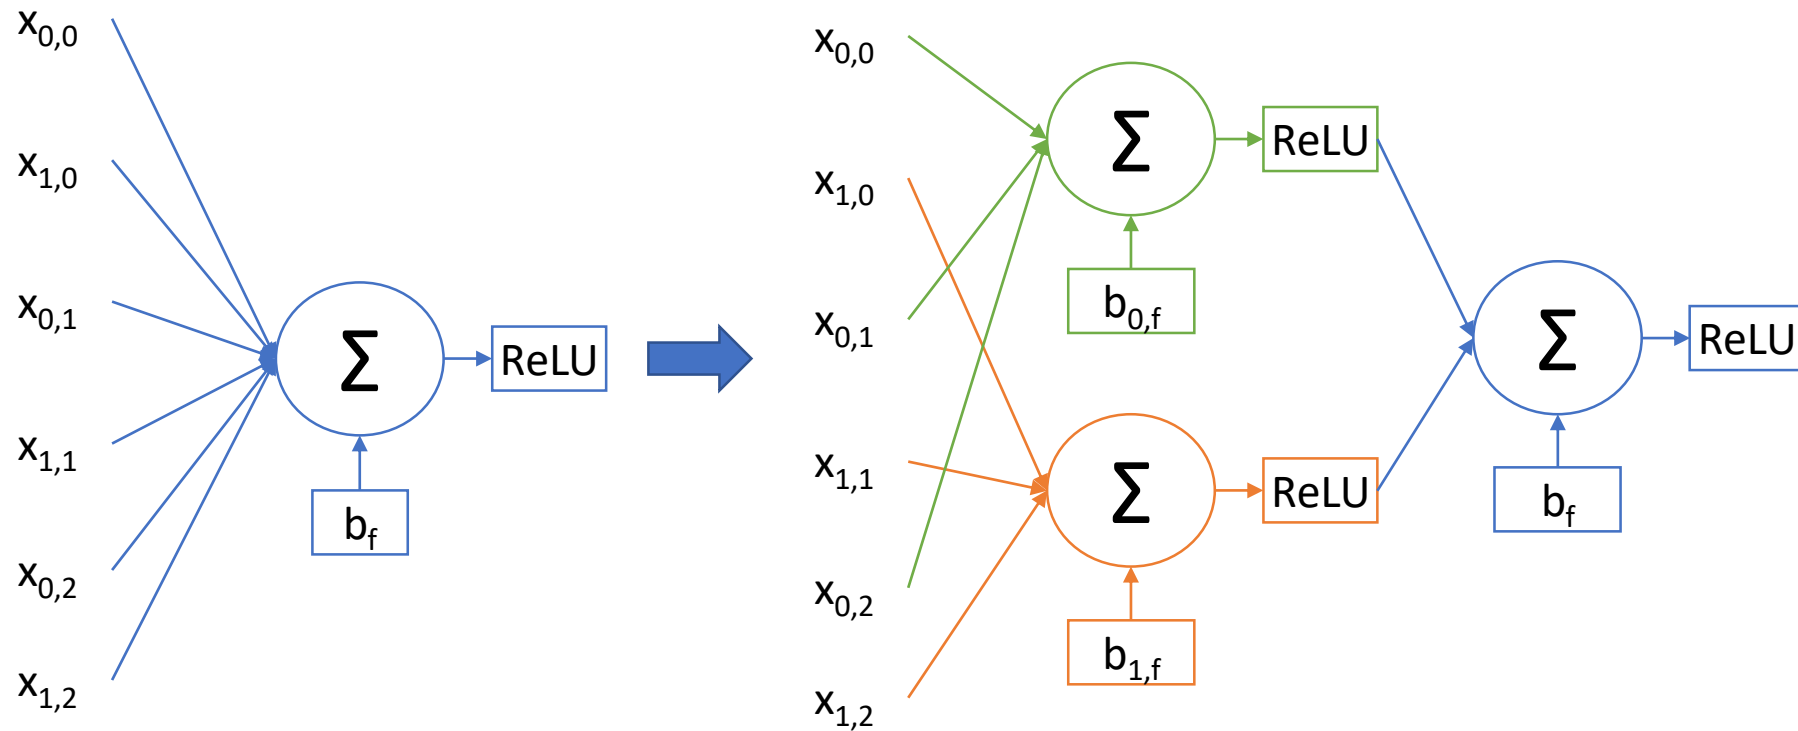 x0,0
x1,0
x0,1
x1,1
x0,2
x1,2
Σ
ReLU
bf
x0,0
x1,0
x0,1
x1,1
x0,2
x1,2
Σ
ReLU
b0,f
Σ
ReLU
b1,f
Σ
ReLU
bf